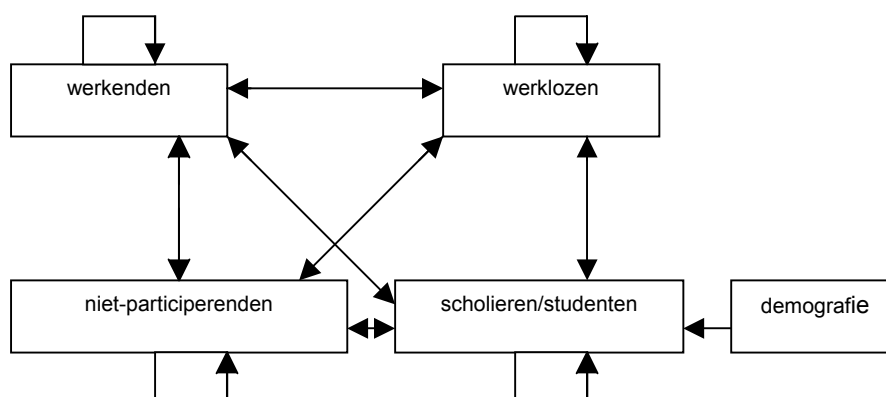 werkenden
werklozen
niet-participerenden
scholieren/studenten
demografie